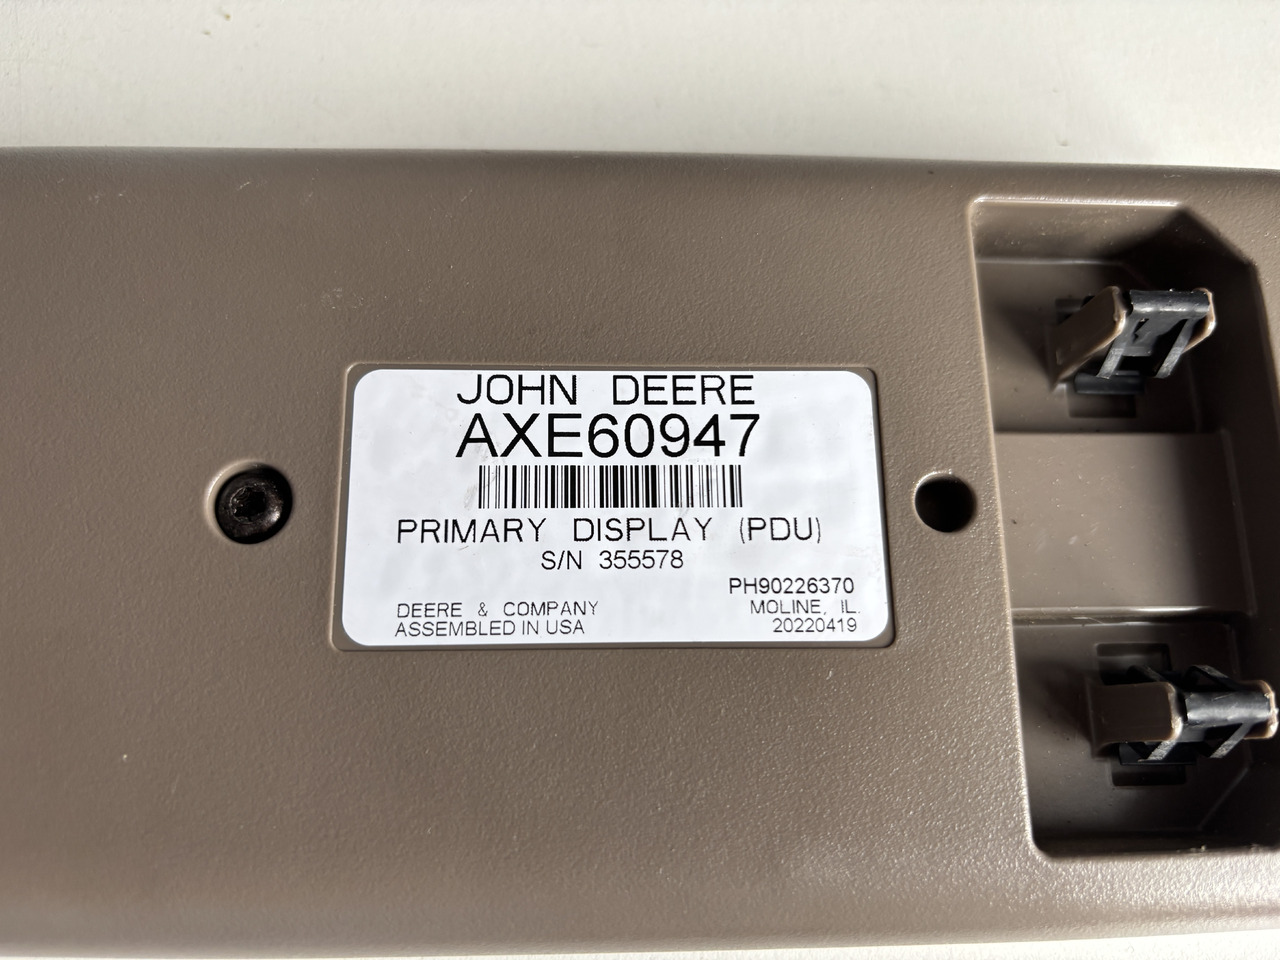 JOHN DEERE
AXE60947
PRIMARY DISPLAY (PDU)
S/N 355578
PH90226370
DEERE & COMPANY MOLINE, IL.
ASSEMBLED IN USA 20220419